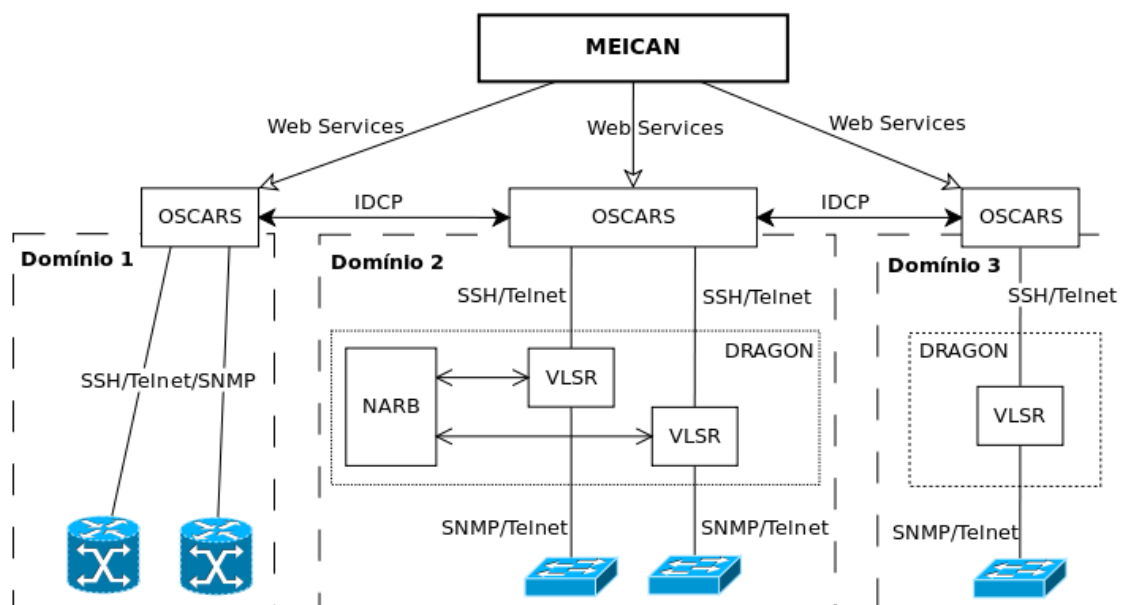 MEICAN
Web Services
Web Services
Web Services
OSCARS
IDCP
OSCARS
IDCP
OSCARS
Domínio 1
Domínio 2
Domínio 3
SSH/Telnet
SSH/Telnet
SSH/Telnet
DRAGON
DRAGON
SSH/Telnet/SNMP
NARB
VLSR
VLSR
VLSR
SNMP/Telnet
SNMP/Telnet
SNMP/Telnet